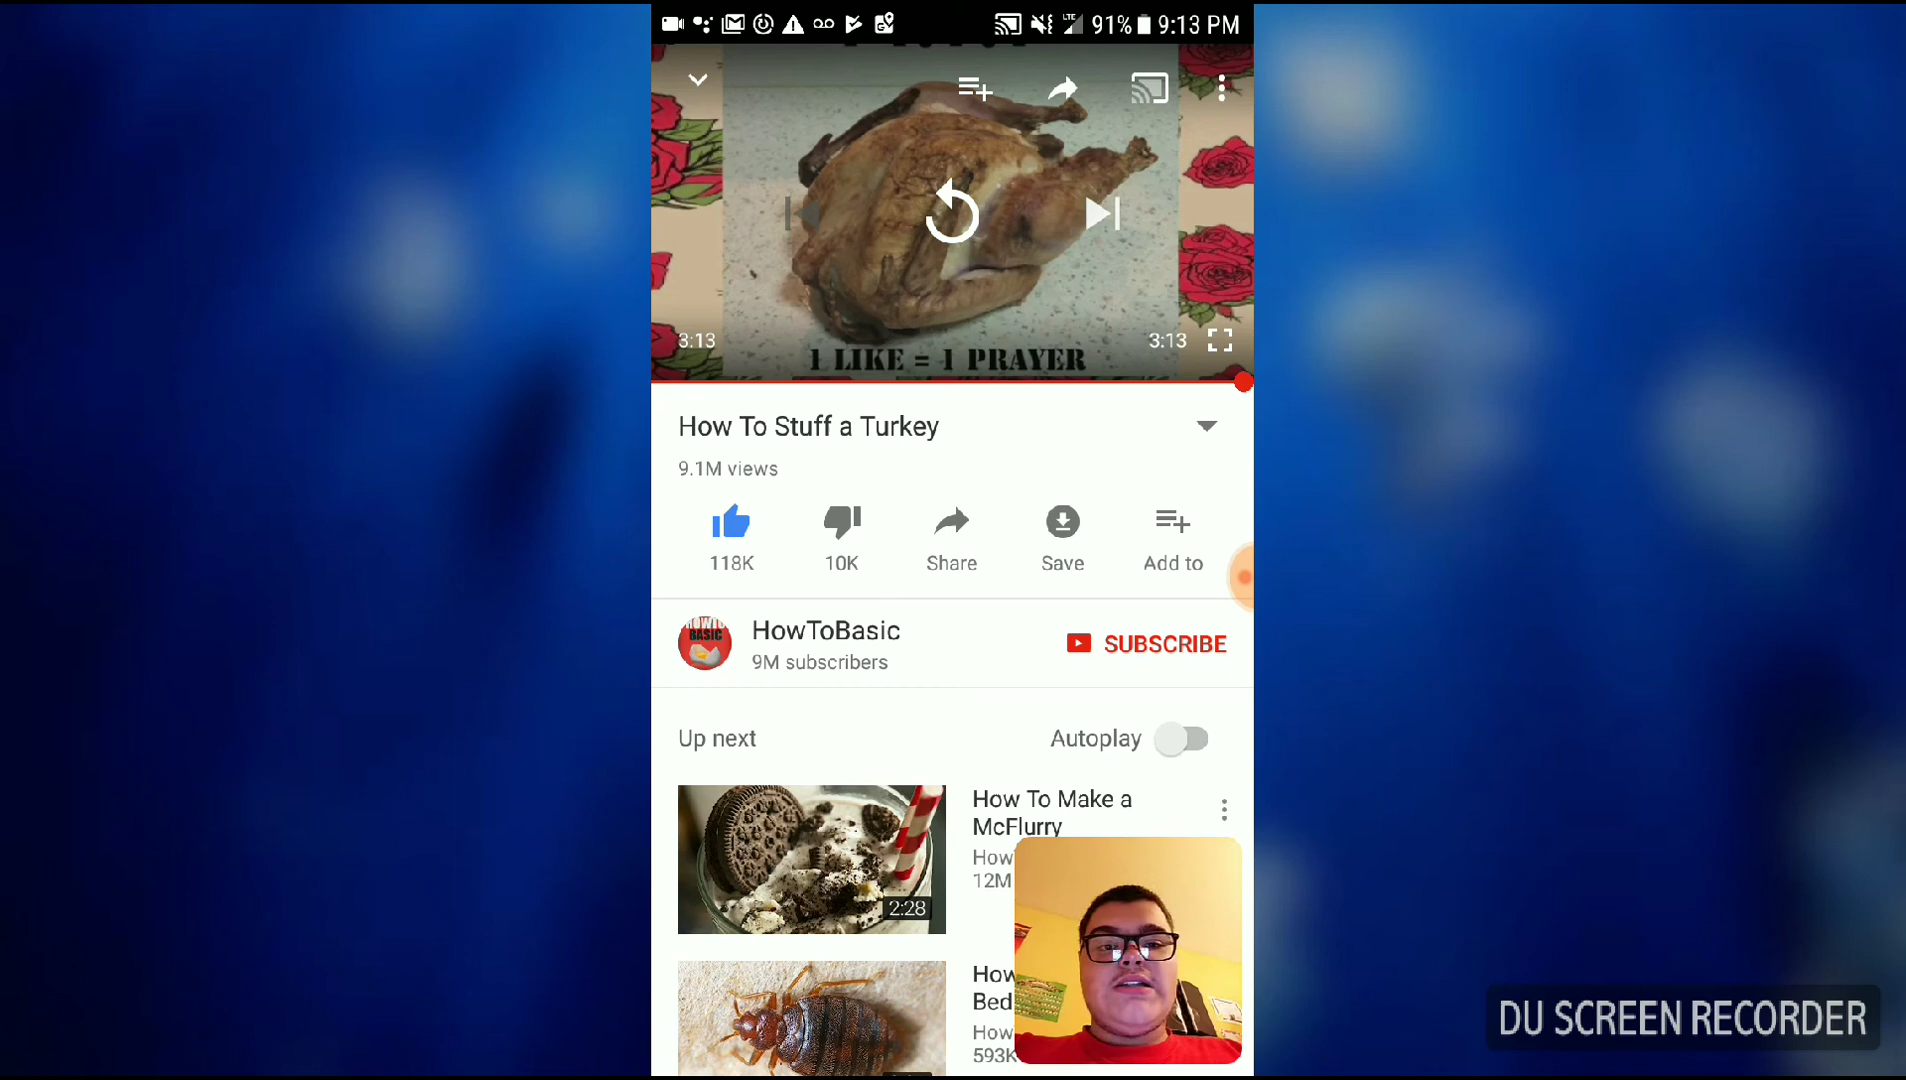 LTE 91% 9:13 PM
3:13 3:13
1 LIKE = 1 PRAYER
How To Stuff a Turkey
9.1M views
118K 10K Share Save Add to
HOWTO
BASIC
HowToBasic
9M subscribers
SUBSCRIBE
Up next Autoplay
How To Make a
McFlurry
How
12M
2:28
How
Bed
How
593K
DU SCREEN RECORDER